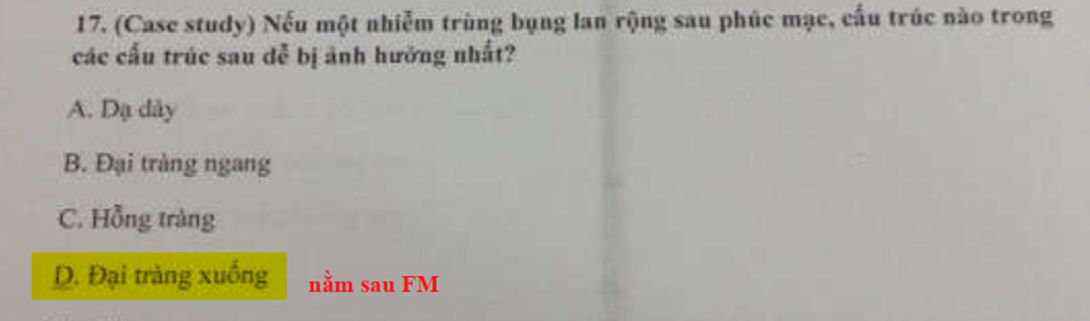 17. (Case study) Nếu một nhiễm trùng bụng lan rộng sau phúc mạc, cấu trúc nào trong
các cấu trúc sau dễ bị ảnh hưởng nhất?
A. Dạ dày
B. Đại tràng ngang
C. Hỗng tràng
D. Đại tràng xuống nằm sau FM